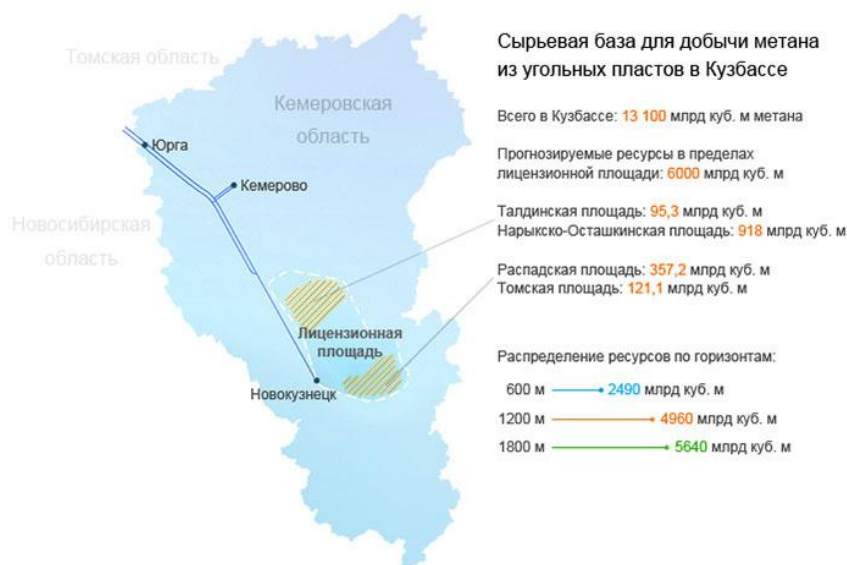 Томская область
Кемеровская
область
Юрга
Кемерово
Новосибирская
область
Лицензионная
площадь
Новокузнецк
Сырьевая база для добычи метана
из угольных пластов в Кузбассе
Всего в Кузбассе: 13 100 млрд куб. м метана
Прогнозируемые ресурсы в пределах
лицензионной площади: 6000 млрд куб. м
Талдинская площадь: 95,3 млрд куб. м
Нарыкско-Осташкинская площадь: 918 млрд куб. м
Распадская площадь: 357,2 млрд куб. м
Томская площадь: 121,1 млрд куб. м
Распределение ресурсов по горизонтам:
600 м 2490 млрд куб. м
1200 м 4960 млрд куб. м
1800 м 5640 млрд куб. м